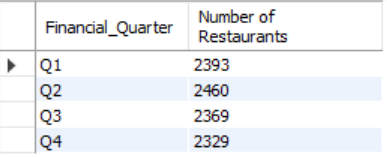 Financial_Quarter Number of
Restaurants
Q1 2393
Q2 2460
Q3 2369
Q4 2329